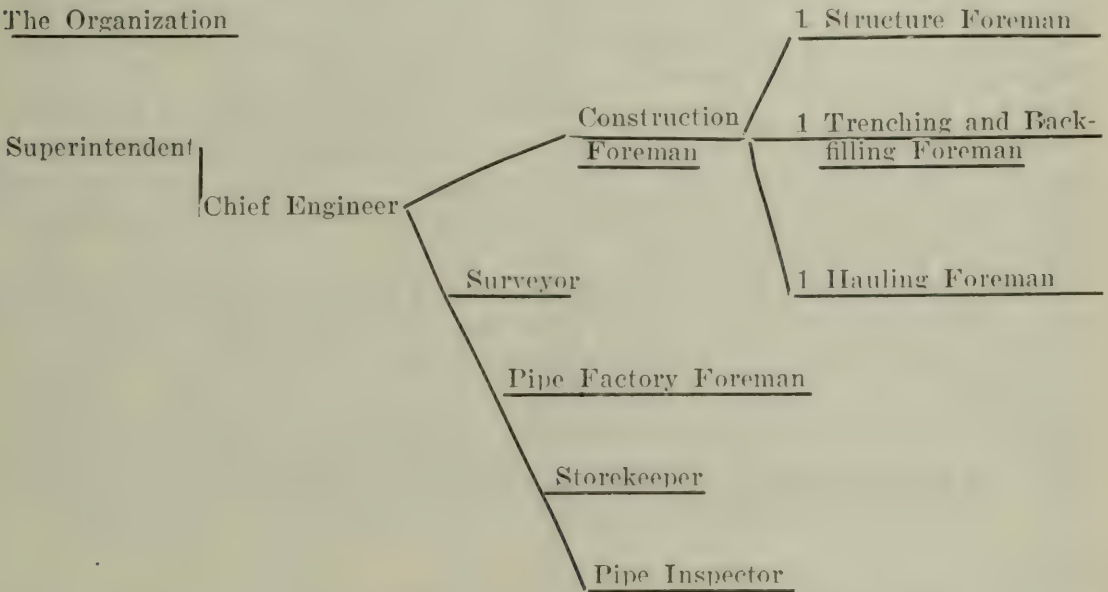 The Organization
Superintendent
Chief Engineer
Construction
Foreman
1 Structure Foreman
1 Trenching and Back-
filling Foreman
1 Hauling Foreman
Surveyor
Pipe Factory Foreman
Storekeeper
Pipe Inspector